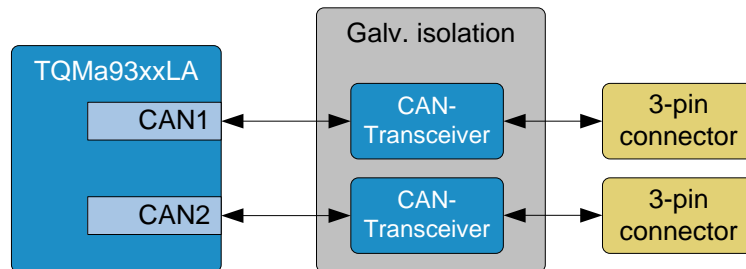 Galv. isolation
TQMa93xxLA
CAN1
CAN-
Transceiver
3-pin
connector
CAN2
CAN-
Transceiver
3-pin
connector